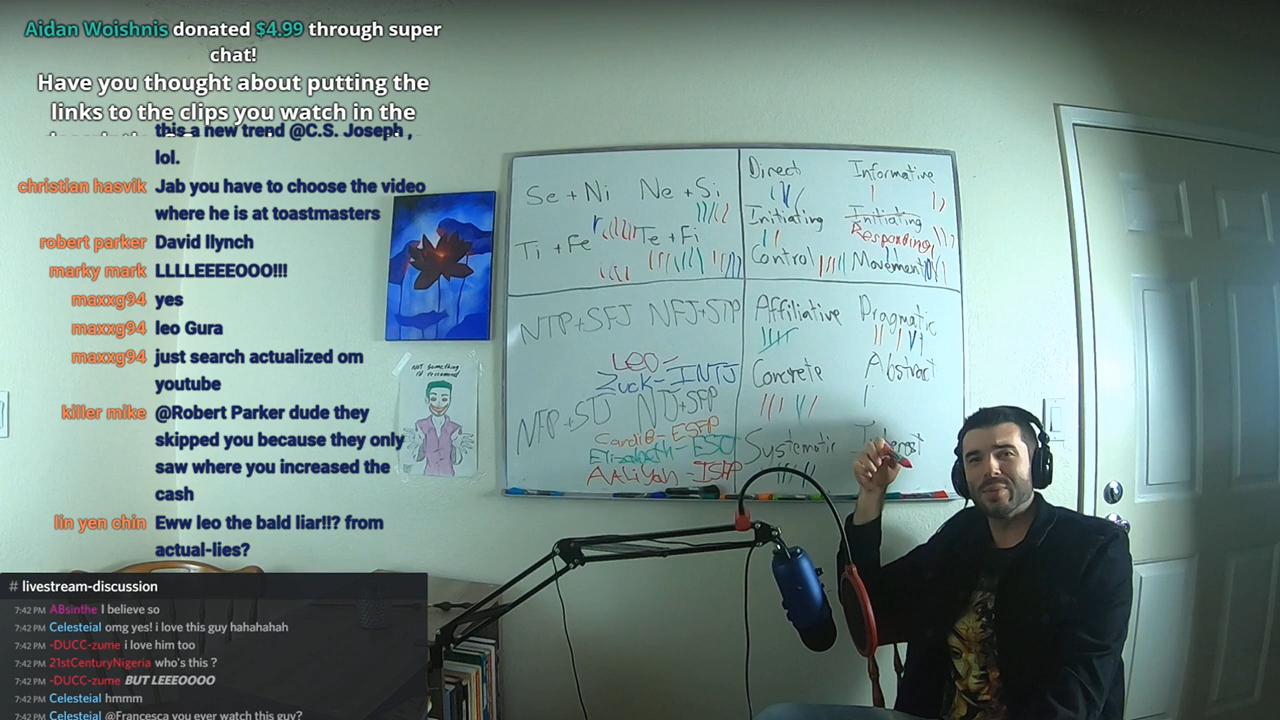 Aidan Woishnis donated $4.99 through super
chat!
Have you thought about putting the
links to the clips you watch in the
this a new trend @C.S. Joseph ,
lol.
christian hasvik Jab you have to choose the video
where he is at toastmasters
robert parker David llynch
marky mark LLLLEEEEOOO!!!
maxxg94 yes
maxxg94 leo Gura
maxxg94 just search actualized om
youtube
killer mike @Robert Parker dude they
skipped you because they only
saw where you increased the
cash
lin yen chin Eww leo the bald liar!!? from
actual-lies?
# livestream-discussion
7:42 PM ABsinthe I believe so
7:42 PM Celesteial omg yes! i love this guy hahahahah
7:42 PM -DUCC-zume i love him too
7:42 PM 21stCenturyNigeria who's this ?
7:42 PM -DUCC-zume BUT LEEEOOOO
7:42 PM Celesteial hmmm
7:42 PM Celesteial @Francesca you ever watch this guy?
NOT something
I'd recommend
Se + Ni Ne + Si
Ti + Fe Te + Fi
NTP+SFJ NFJ+STP
LEO -
Zuck - INTJ
NFP+STJ NTJ+SFP
Cardi B - ESFP
Elizabeth - ESTJ
AALiyah - ISFP
Direct Informative
Initiating Initiating
Responding
Control Movement
Affiliative Pragmatic
Concrete Abstract
Systematic Interest